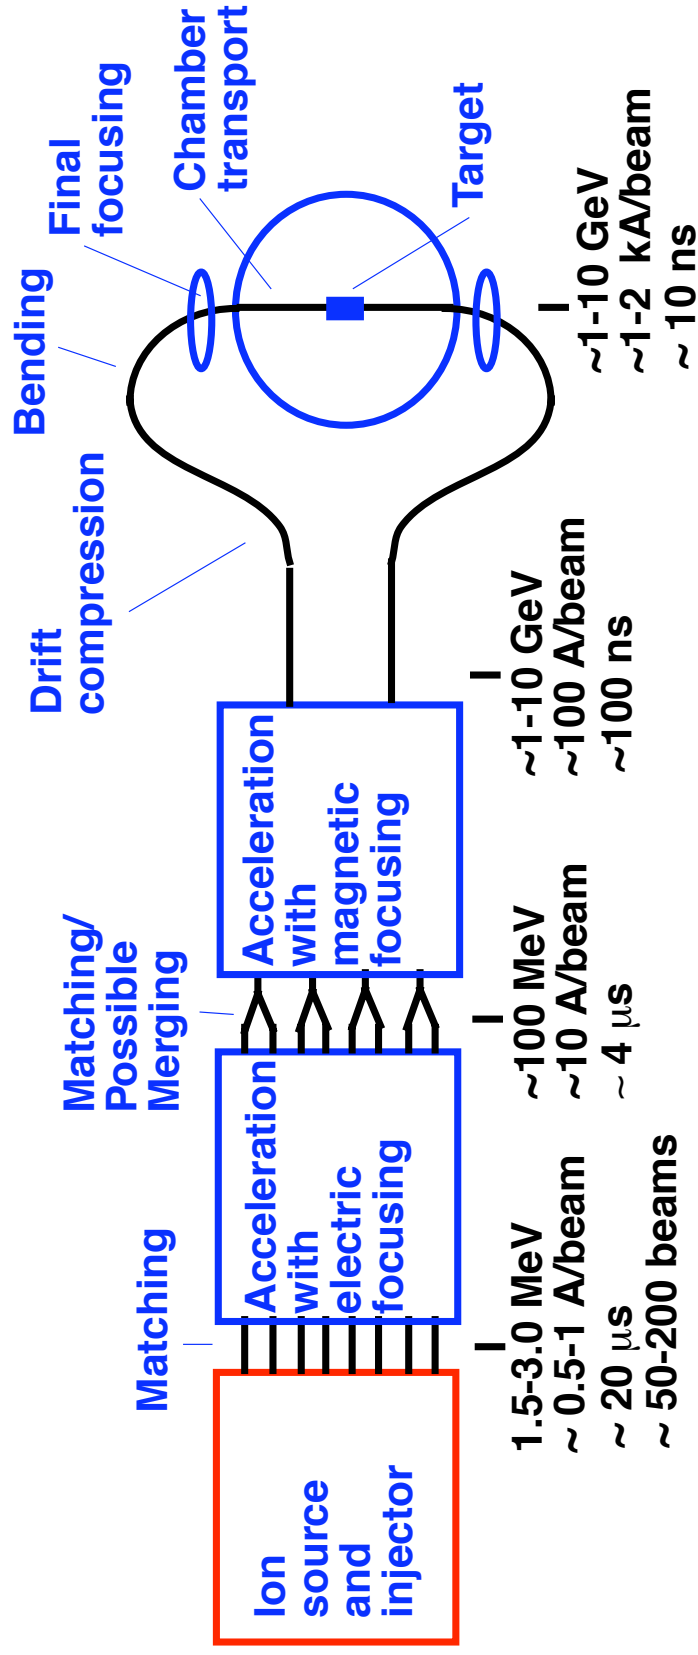 Ion
source
and
injector
Matching
Acceleration
with
electric
focusing
Matching/
Possible
Merging
Acceleration
with
magnetic
focusing
Drift
compression
Bending
Final
focusing
Chamber
transport
Target
1.5-3.0 MeV
~ 0.5-1 A/beam
~ 20 μs
~ 50-200 beams
~100 MeV
~10 A/beam
~ 4 μs
~1-10 GeV
~100 A/beam
~100 ns
~1-10 GeV
~1-2 kA/beam
~ 10 ns